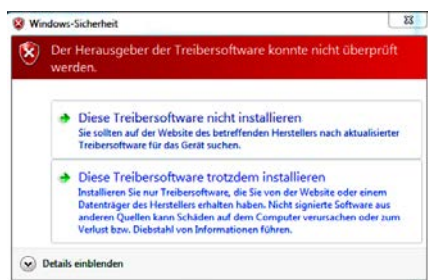 Windows-Sicherheit
Der Herausgeber der Treibersoftware konnte nicht überprüft
werden.
Diese Treibersoftware nicht installieren
Sie sollten auf der Website des betreffenden Herstellers nach aktualisierter
Treibersoftware für das Gerät suchen.
Diese Treibersoftware trotzdem installieren
Installieren Sie nur Treibersoftware, die Sie von der Website oder einem
Datenträger des Herstellers erhalten haben. Nicht signierte Software aus
anderen Quellen kann Schäden auf dem Computer verursachen oder zum
Verlust bzw. Diebstahl von Informationen führen.
Details einblenden